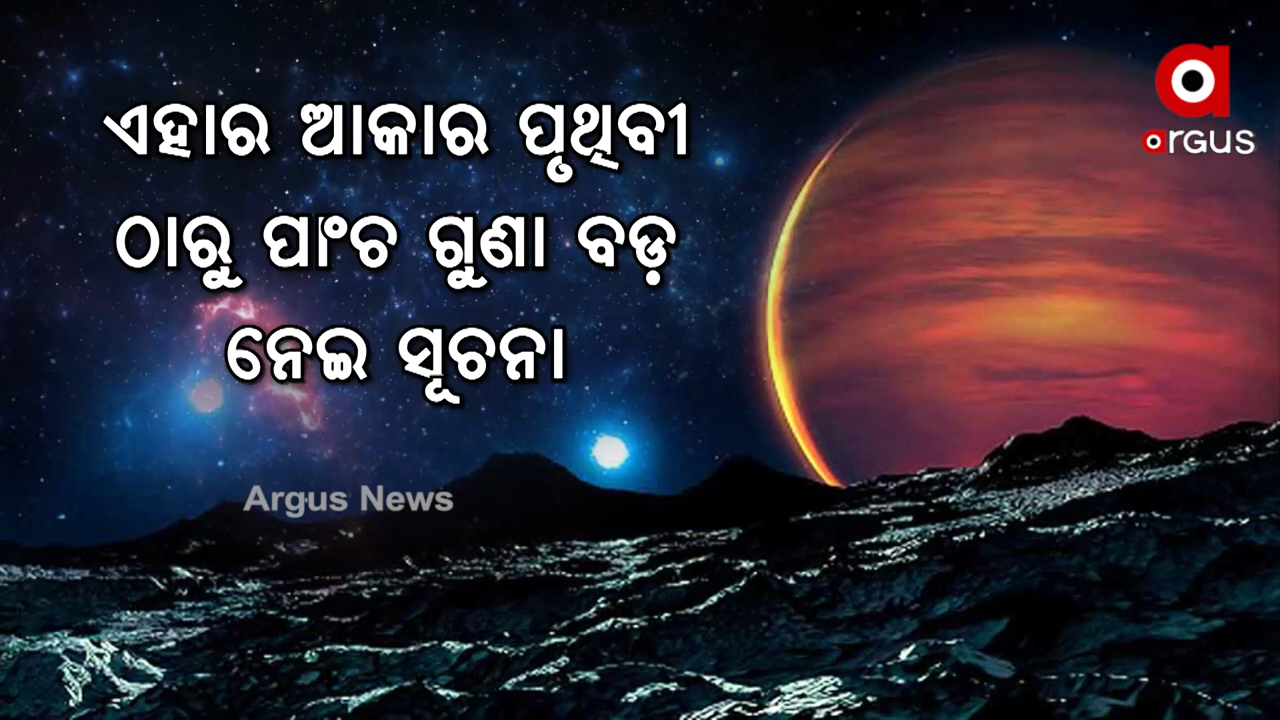 ଏହାର ଆକାର ପୃଥିବୀ
ଠାରୁ ପାଂଚ ଗୁଣା ବଡ଼
ନେଇ ସୂଚନା
argus
Argus News